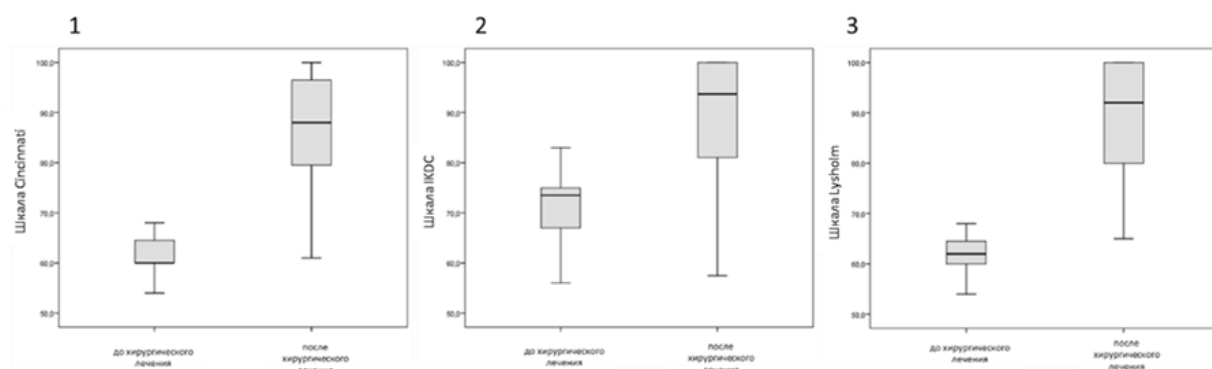 1
Шкала Cincinnati
100,0
90,0
80,0
70,0
60,0
50,0
до хирургического
лечения
после
хирургического
2
Шкала IKDC
100,0
90,0
80,0
70,0
60,0
50,0
до хирургического
лечения
после
хирургического
3
Шкала Lysholm
100,0
90,0
80,0
70,0
60,0
50,0
до хирургического
лечения
после
хирургического